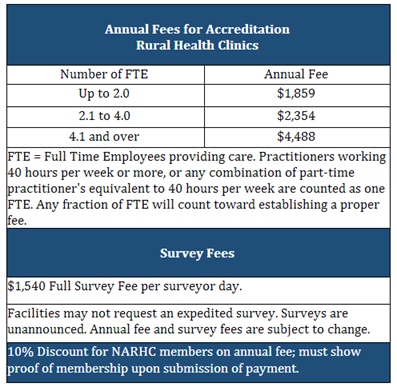 Annual Fees for Accreditation
Rural Health Clinics
Number of FTE Annual Fee
Up to 2.0 $1,859
2.1 to 4.0 $2,354
4.1 and over $4,488
FTE = Full Time Employees providing care. Practitioners working
40 hours per week or more, or any combination of part-time
practitioner's equivalent to 40 hours per week are counted as one
FTE. Any fraction of FTE will count toward establishing a proper
fee.
Survey Fees
$1,540 Full Survey Fee per surveyor day.
Facilities may not request an expedited survey. Surveys are
unannounced. Annual fee and survey fees are subject to change.
10% Discount for NARHC members on annual fee; must show
proof of membership upon submission of payment.